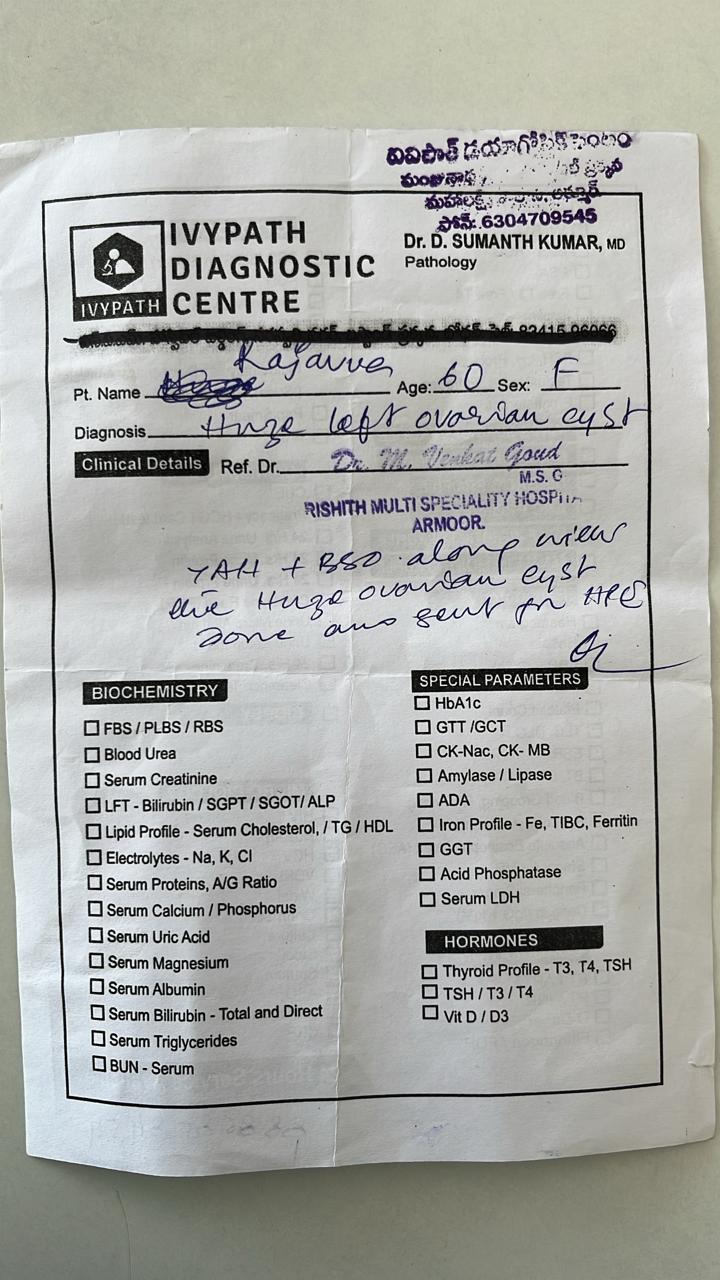 వివిపాత్ డయాగ్నోస్టిక్ సెంటర్
ఫోన్: 6304709545
IVYPATH
DIAGNOSTIC
CENTRE
IVYPATH
Dr. D. SUMANTH KUMAR, MD
Pathology
Pt. Name Rajavva Age: 60 Sex: F
Diagnosis Huge left ovarian cyst
Clinical Details Ref. Dr. Dr. M. Venkat Goud
M.S. G
RISHITH MULTI SPECIALITY HOSPITA
ARMOOR.
TAH + BSO along
Huge ovarian cyst
Done and sent for HPE
BIOCHEMISTRY
FBS / PLBS / RBS
Blood Urea
Serum Creatinine
LFT - Bilirubin / SGPT / SGOT/ ALP
Lipid Profile - Serum Cholesterol, / TG / HDL
Electrolytes - Na, K, Cl
Serum Proteins, A/G Ratio
Serum Calcium / Phosphorus
Serum Uric Acid
Serum Magnesium
Serum Albumin
Serum Bilirubin - Total and Direct
Serum Triglycerides
BUN - Serum
SPECIAL PARAMETERS
HbA1c
GTT /GCT
CK-Nac, CK- MB
Amylase / Lipase
ADA
Iron Profile - Fe, TIBC, Ferritin
GGT
Acid Phosphatase
Serum LDH
HORMONES
Thyroid Profile - T3, T4, TSH
TSH / T3 / T4
Vit D / D3